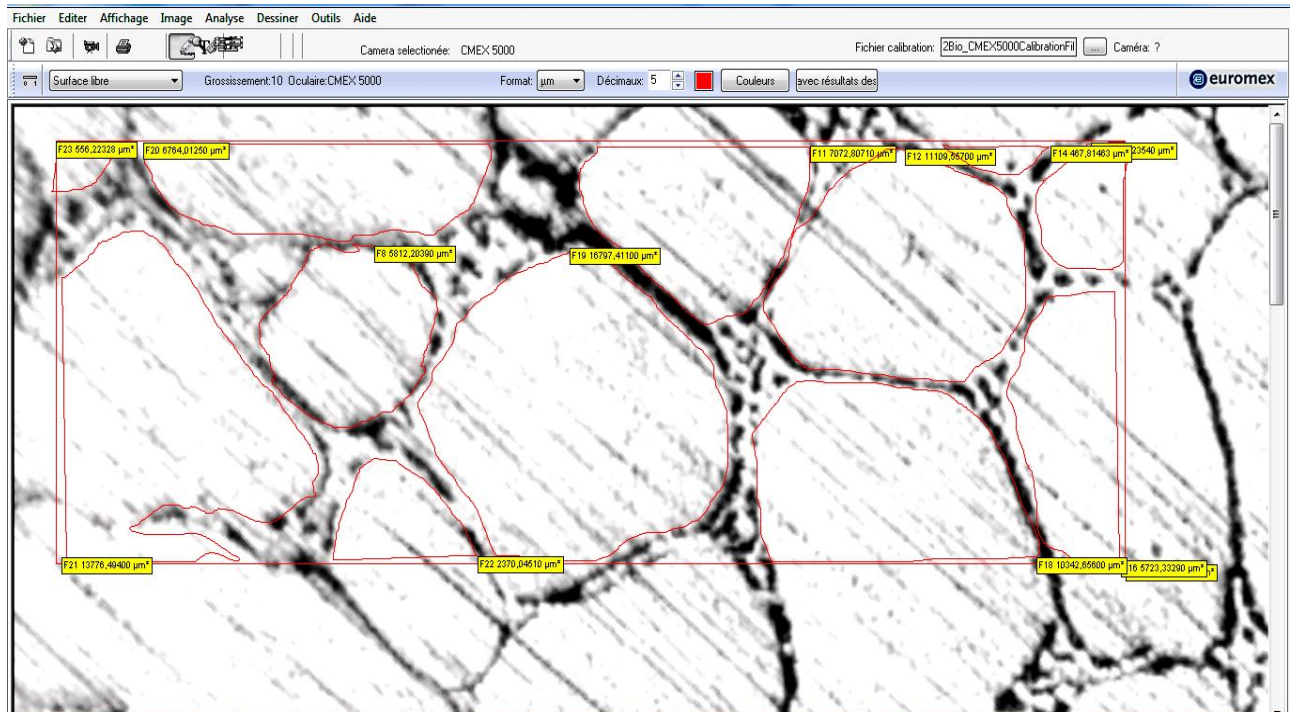 Fichier Editer Affichage Image Analyse Dessiner Outils Aide
Camera selectionée: CMEX 5000
Fichier calibration: 2Bio_CMEX5000CalibrationFil ... Caméra: ?
Surface libre
Grossissement:10 Oculaire:CMEX 5000
Format: µm
Décimaux: 5
Couleurs
avec résultats des
euromex
F23 556,22328 µm²
F20 6764,01250 µm²
F11 7072,80710 µm²
F12 11109,55700 µm²
F14 467,81463 µm²
23540 µm²
F8 5812,20390 µm²
F19 16797,41100 µm²
F21 13776,49400 µm²
F22 2370,04510 µm²
F18 10342,65600 µm²
16 5723,33290 µm²